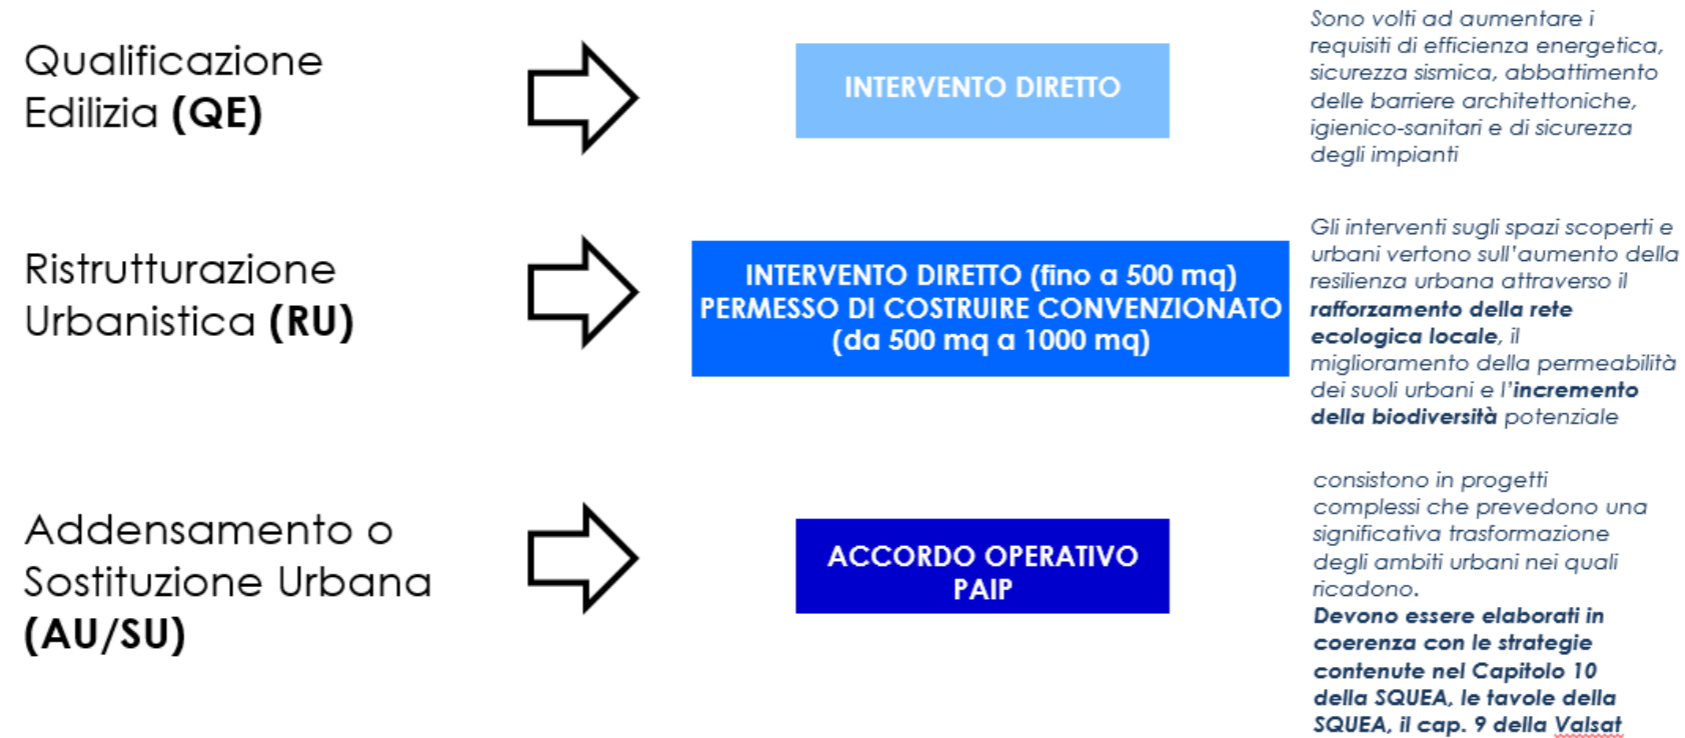 Qualificazione
Edilizia (QE)
INTERVENTO DIRETTO
Sono volti ad aumentare i
requisiti di efficienza energetica,
sicurezza sismica, abbattimento
delle barriere architettoniche,
igienico-sanitari e di sicurezza
degli impianti
Ristrutturazione
Urbanistica (RU)
INTERVENTO DIRETTO (fino a 500 mq)
PERMESSO DI COSTRUIRE CONVENZIONATO
(da 500 mq a 1000 mq)
Gli interventi sugli spazi scoperti e
urbani vertono sull'aumento della
resilienza urbana attraverso il
rafforzamento della rete
ecologica locale, il
miglioramento della permeabilità
dei suoli urbani e l'incremento
della biodiversità potenziale
Addensamento o
Sostituzione Urbana
(AU/SU)
ACCORDO OPERATIVO
PAIP
consistono in progetti
complessi che prevedono una
significativa trasformazione
degli ambiti urbani nei quali
ricadono.
Devono essere elaborati in
coerenza con le strategie
contenute nel Capitolo 10
della SQUEA, le tavole della
SQUEA, il cap. 9 della Valsat